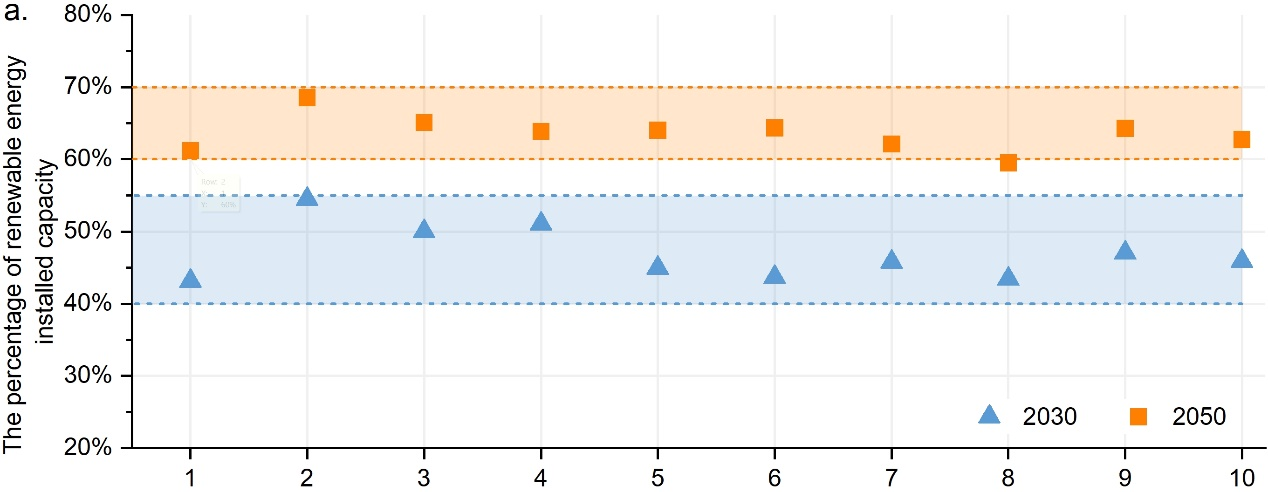 a.
The percentage of renewable energy
installed capacity
80%
70%
60%
50%
40%
30%
20%
1 2 3 4 5 6 7 8 9 10
2030 2050